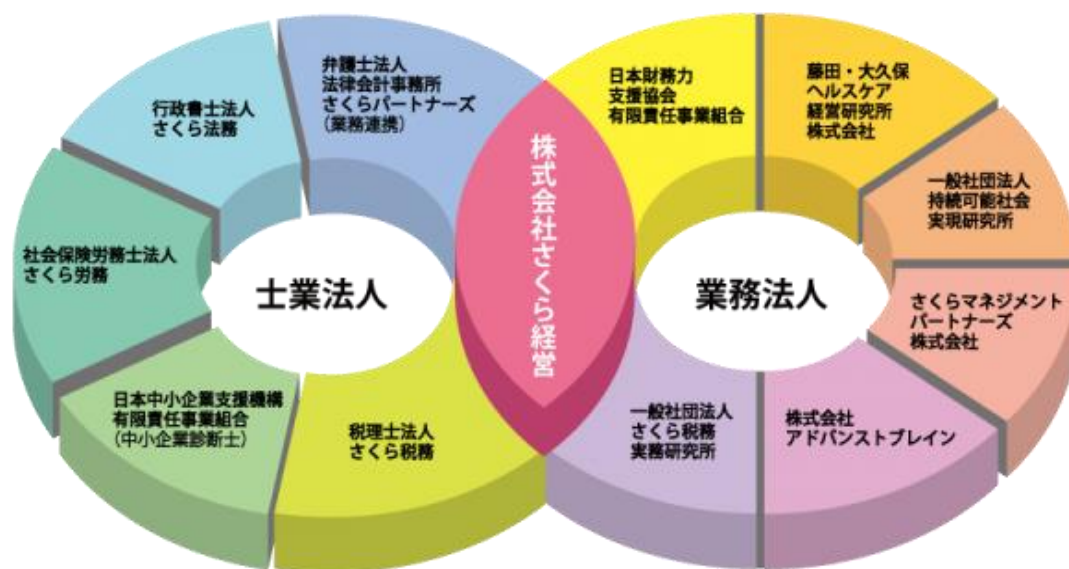 弁護士法人
法律会計事務所
さくらパートナーズ
(業務連携)
行政書士法人
さくら法務
社会保険労務士法人
さくら労務
日本中小企業支援機構
有限責任事業組合
(中小企業診断士)
税理士法人
さくら税務
士業法人
株式会社さくら経営
日本財務力
支援協会
有限責任事業組合
藤田・大久保
ヘルスケア
経営研究所
株式会社
一般社団法人
持続可能社会
実現研究所
さくらマネジメント
パートナーズ
株式会社
株式会社
アドバンストブレイン
一般社団法人
さくら税務
実務研究所
業務法人